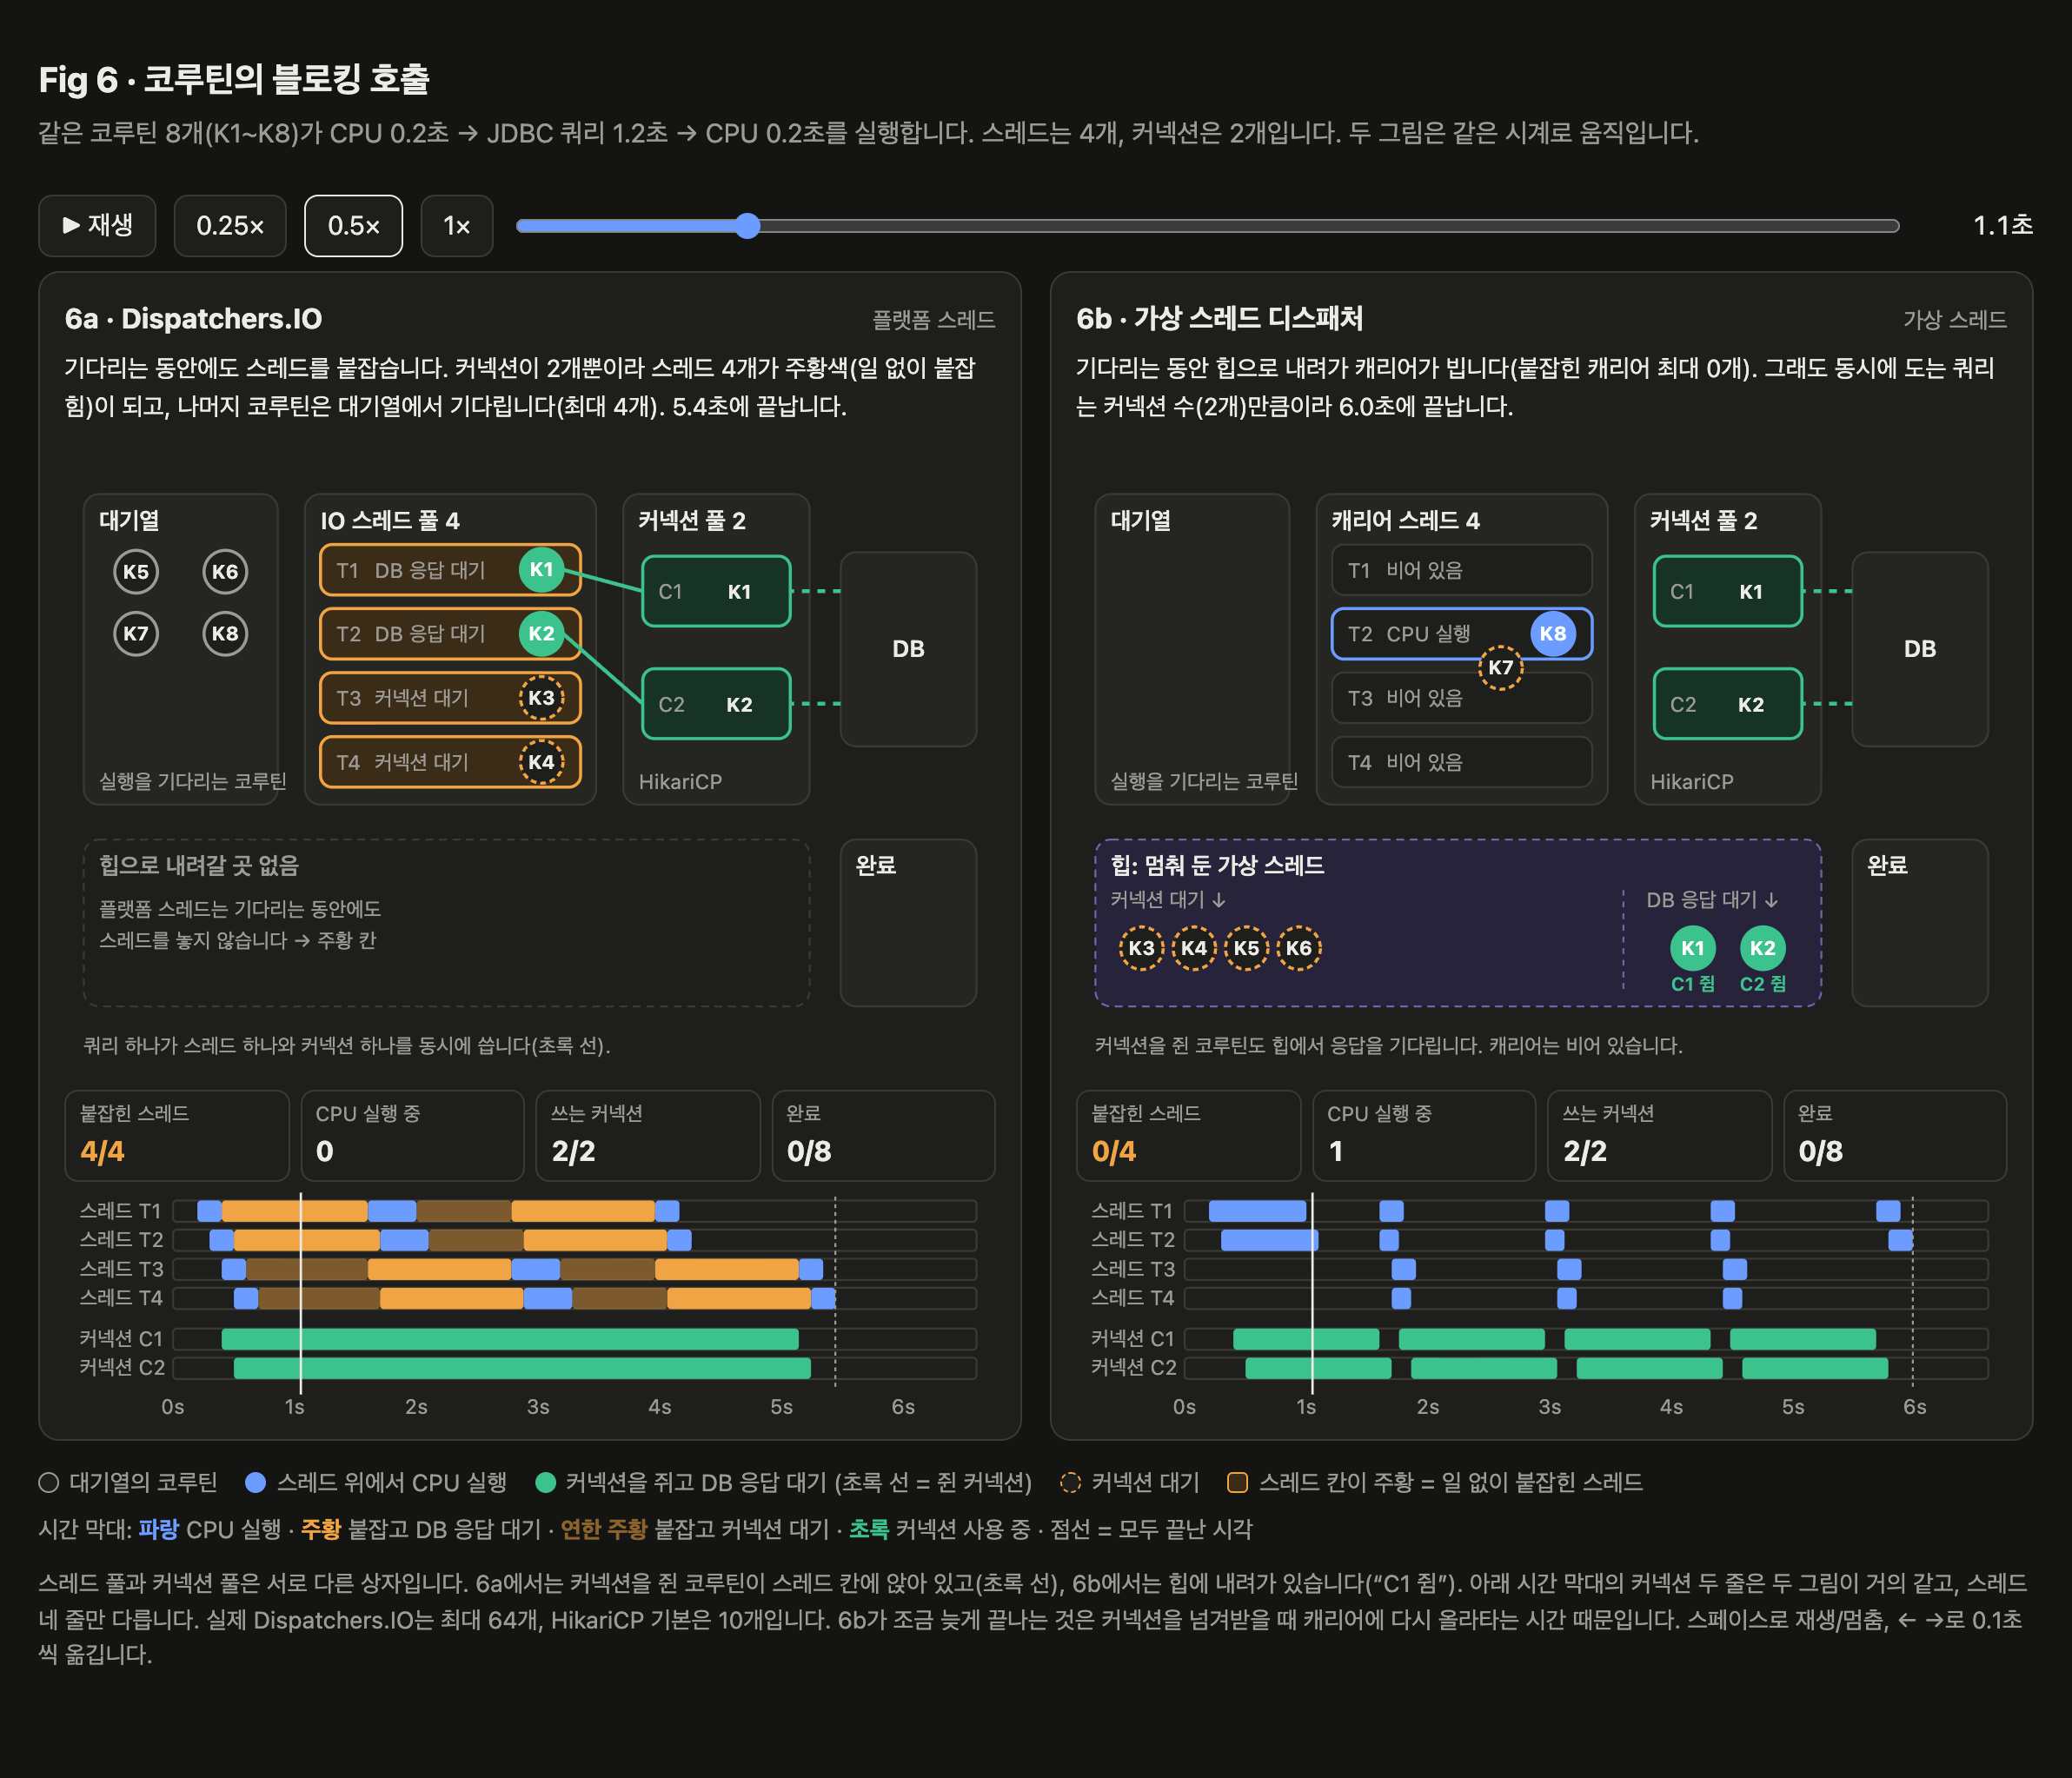 Fig 6 · 코루틴의 블로킹 호출
같은 코루틴 8개(K1~K8)가 CPU 0.2초 → JDBC 쿼리 1.2초 → CPU 0.2초를 실행합니다. 스레드는 4개, 커넥션은 2개입니다. 두 그림은 같은 시계로 움직입니다.
▶ 재생
0.25×
0.5×
1×
1.1초
6a · Dispatchers.IO
플랫폼 스레드
기다리는 동안에도 스레드를 붙잡습니다. 커넥션이 2개뿐이라 스레드 4개가 주황색(일 없이 붙잡
힘)이 되고, 나머지 코루틴은 대기열에서 기다립니다(최대 4개). 5.4초에 끝납니다.
대기열
K5 K6
K7 K8
실행을 기다리는 코루틴
IO 스레드 풀 4
T1 DB 응답 대기 K1
T2 DB 응답 대기 K2
T3 커넥션 대기 K3
T4 커넥션 대기 K4
커넥션 풀 2
C1 K1
C2 K2
HikariCP
DB
힙으로 내려갈 곳 없음
플랫폼 스레드는 기다리는 동안에도
스레드를 놓지 않습니다 → 주황 칸
완료
쿼리 하나가 스레드 하나와 커넥션 하나를 동시에 씁니다(초록 선).
붙잡힌 스레드
4/4
CPU 실행 중
0
쓰는 커넥션
2/2
완료
0/8
스레드 T1
스레드 T2
스레드 T3
스레드 T4
커넥션 C1
커넥션 C2
0s 1s 2s 3s 4s 5s 6s
6b · 가상 스레드 디스패처
가상 스레드
기다리는 동안 힙으로 내려가 캐리어가 빕니다(붙잡힌 캐리어 최대 0개). 그래도 동시에 도는 쿼리
는 커넥션 수(2개)만큼이라 6.0초에 끝납니다.
대기열
실행을 기다리는 코루틴
캐리어 스레드 4
T1 비어 있음
T2 CPU 실행 K8
K7
T3 비어 있음
T4 비어 있음
커넥션 풀 2
C1 K1
C2 K2
HikariCP
DB
힙: 멈춰 둔 가상 스레드
커넥션 대기 ↓
K3 K4 K5 K6
DB 응답 대기 ↓
K1 K2
C1 쥠 C2 쥠
완료
커넥션을 쥔 코루틴도 힙에서 응답을 기다립니다. 캐리어는 비어 있습니다.
붙잡힌 스레드
0/4
CPU 실행 중
1
쓰는 커넥션
2/2
완료
0/8
스레드 T1
스레드 T2
스레드 T3
스레드 T4
커넥션 C1
커넥션 C2
0s 1s 2s 3s 4s 5s 6s
대기열의 코루틴 스레드 위에서 CPU 실행 커넥션을 쥐고 DB 응답 대기 (초록 선 = 쥔 커넥션) 커넥션 대기 스레드 칸이 주황 = 일 없이 붙잡힌 스레드
시간 막대: 파랑 CPU 실행 · 주황 붙잡고 DB 응답 대기 · 연한 주황 붙잡고 커넥션 대기 · 초록 커넥션 사용 중 · 점선 = 모두 끝난 시각
스레드 풀과 커넥션 풀은 서로 다른 상자입니다. 6a에서는 커넥션을 쥔 코루틴이 스레드 칸에 앉아 있고(초록 선), 6b에서는 힙에 내려가 있습니다(“C1 쥠”). 아래 시간 막대의 커넥션 두 줄은 두 그림이 거의 같고, 스레드
네 줄만 다릅니다. 실제 Dispatchers.IO는 최대 64개, HikariCP 기본은 10개입니다. 6b가 조금 늦게 끝나는 것은 커넥션을 넘겨받을 때 캐리어에 다시 올라타는 시간 때문입니다. 스페이스로 재생/멈춤, ← →로 0.1초
씩 옮깁니다.